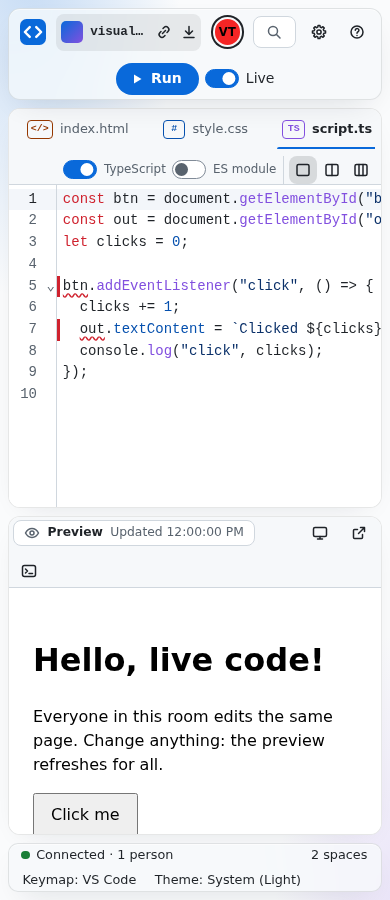 visual…
VT
Run
Live
</> index.html
# style.css
TS script.ts
TypeScript
ES module
1 const btn = document.getElementById("b
2 const out = document.getElementById("o
3 let clicks = 0;
4
5 btn.addEventListener("click", () => {
6   clicks += 1;
7   out.textContent = `Clicked ${clicks}
8   console.log("click", clicks);
9 });
10
Preview Updated 12:00:00 PM
Hello, live code!
Everyone in this room edits the same
page. Change anything: the preview
refreshes for all.
Click me
Connected · 1 person
2 spaces
Keymap: VS Code
Theme: System (Light)